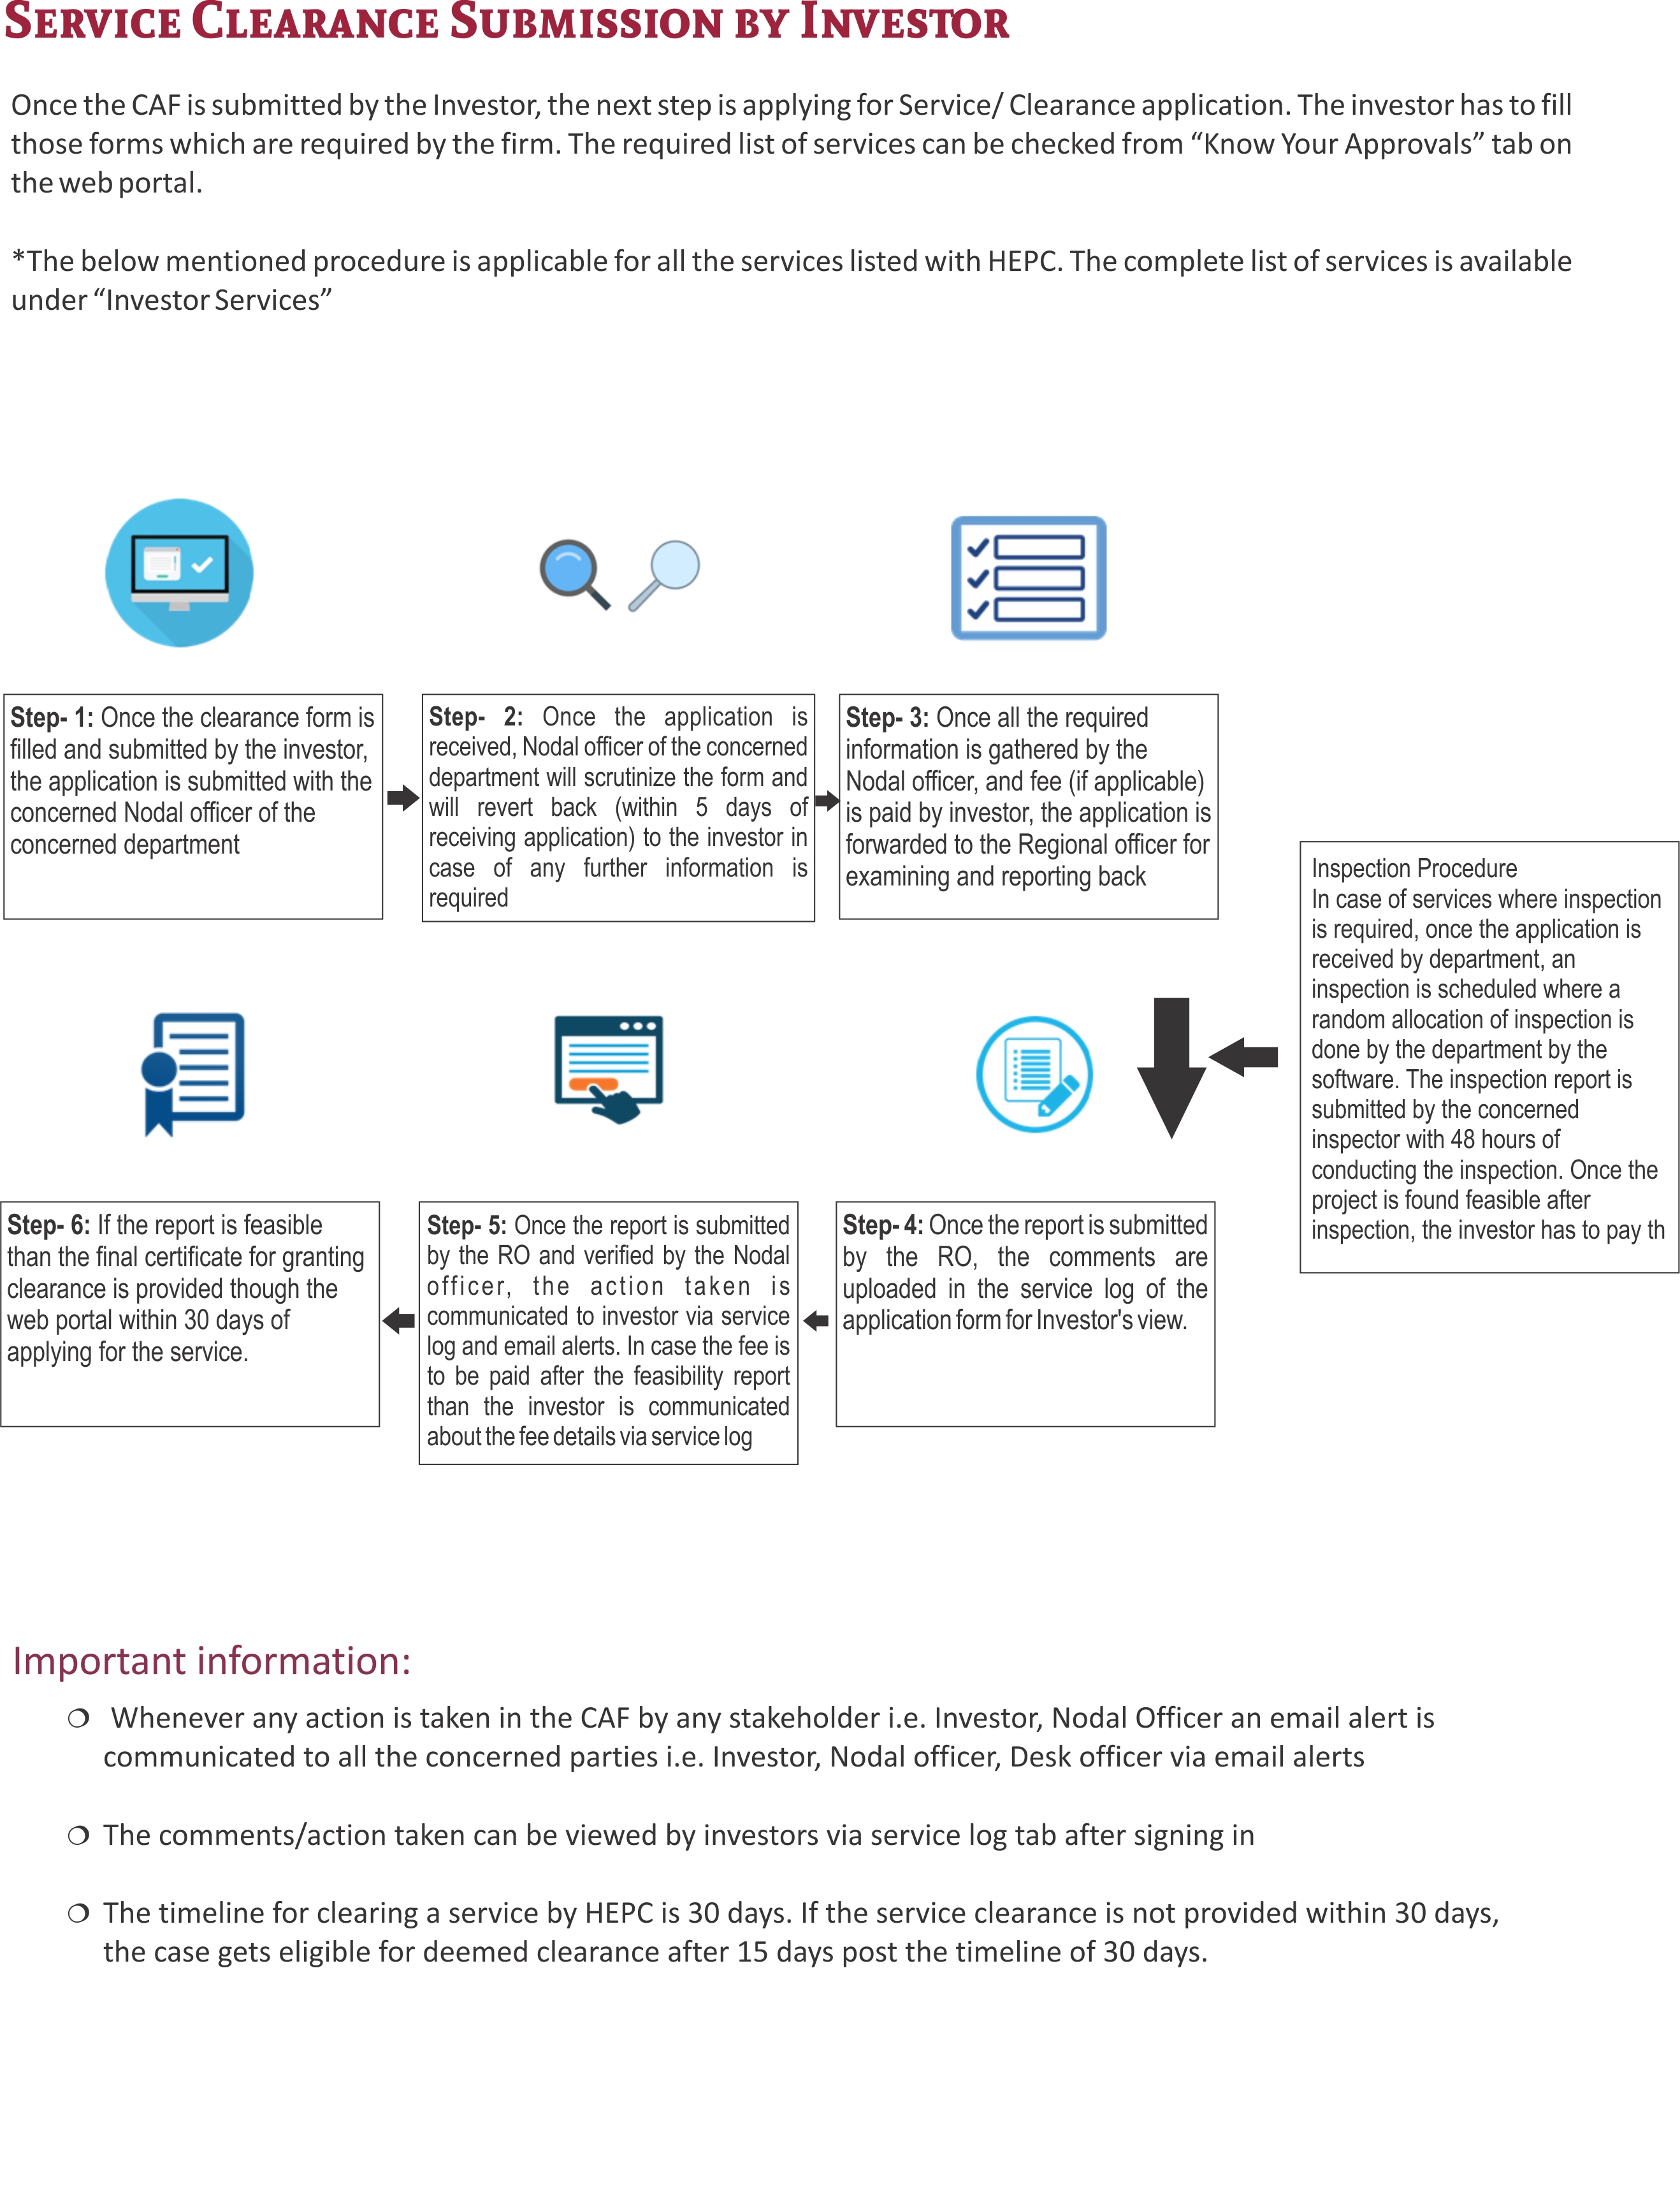 Service Clearance Submission by Investor
Once the CAF is submitted by the Investor, the next step is applying for Service/ Clearance application. The investor has to fill
those forms which are required by the firm. The required list of services can be checked from “Know Your Approvals” tab on
the web portal.
*The below mentioned procedure is applicable for all the services listed with HEPC. The complete list of services is available
under “Investor Services”
Step- 1: Once the clearance form is
filled and submitted by the investor,
the application is submitted with the
concerned Nodal officer of the
concerned department
Step- 2: Once the application is
received, Nodal officer of the concerned
department will scrutinize the form and
will revert back (within 5 days of
receiving application) to the investor in
case of any further information is
required
Step- 3: Once all the required
information is gathered by the
Nodal officer, and fee (if applicable)
is paid by investor, the application is
forwarded to the Regional officer for
examining and reporting back
Inspection Procedure
In case of services where inspection
is required, once the application is
received by department, an
inspection is scheduled where a
random allocation of inspection is
done by the department by the
software. The inspection report is
submitted by the concerned
inspector with 48 hours of
conducting the inspection. Once the
project is found feasible after
inspection, the investor has to pay th
Step- 4: Once the report is submitted
by the RO, the comments are
uploaded in the service log of the
application form for Investor's view.
Step- 5: Once the report is submitted
by the RO and verified by the Nodal
officer, the action taken is
communicated to investor via service
log and email alerts. In case the fee is
to be paid after the feasibility report
than the investor is communicated
about the fee details via service log
Step- 6: If the report is feasible
than the final certificate for granting
clearance is provided though the
web portal within 30 days of
applying for the service.
Important information:
❍ Whenever any action is taken in the CAF by any stakeholder i.e. Investor, Nodal Officer an email alert is
communicated to all the concerned parties i.e. Investor, Nodal officer, Desk officer via email alerts
❍ The comments/action taken can be viewed by investors via service log tab after signing in
❍ The timeline for clearing a service by HEPC is 30 days. If the service clearance is not provided within 30 days,
the case gets eligible for deemed clearance after 15 days post the timeline of 30 days.